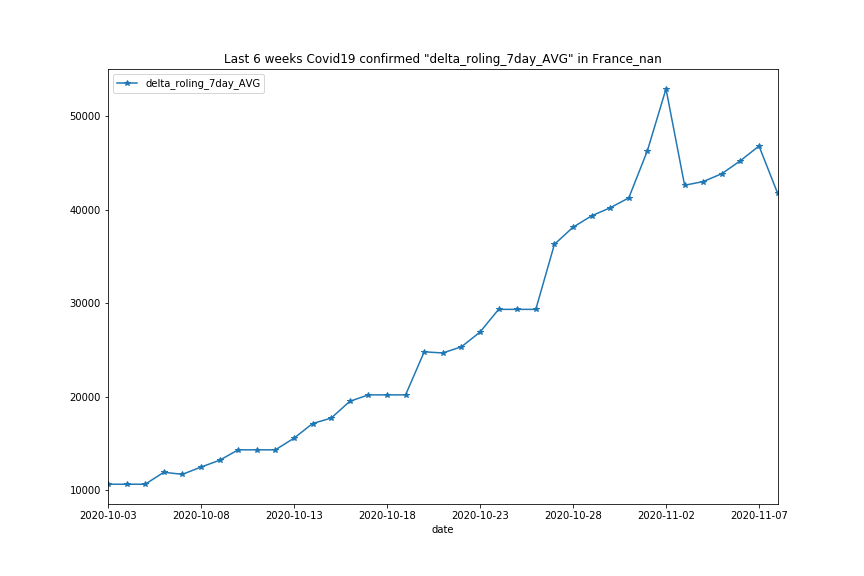 Last 6 weeks Covid19 confirmed "delta_roling_7day_AVG" in France_nan
delta_roling_7day_AVG
50000
40000
30000
20000
10000
2020-10-03 2020-10-08 2020-10-13 2020-10-18 2020-10-23 2020-10-28 2020-11-02 2020-11-07
date